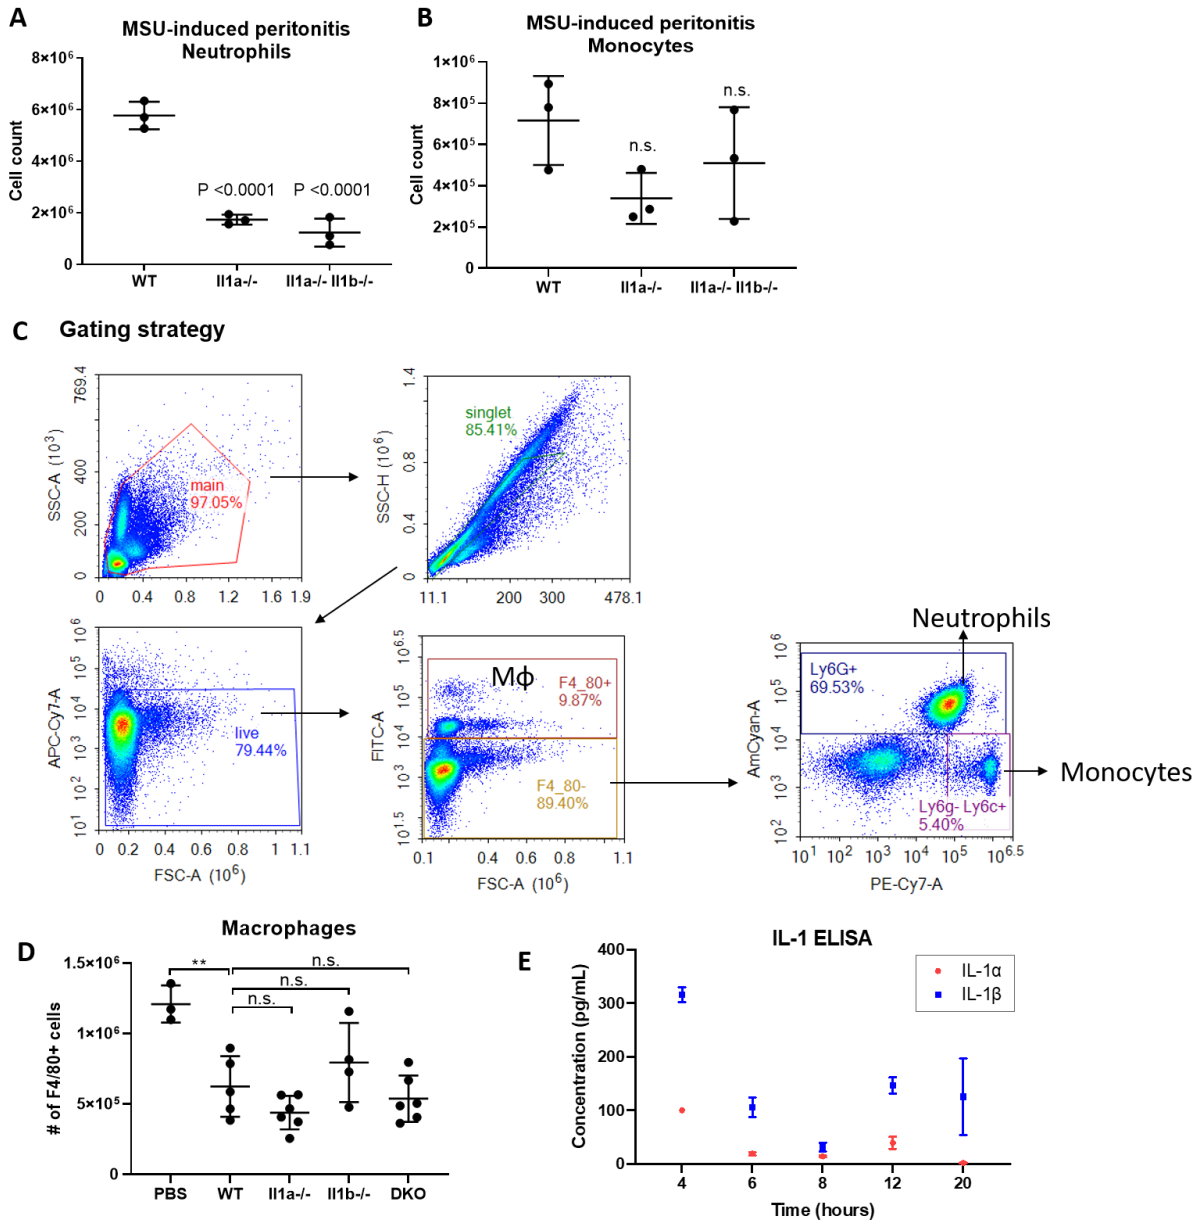 A
MSU-induced peritonitis
Neutrophils
8×10⁶
6×10⁶
4×10⁶
2×10⁶
0
Cell count
P <0.0001
P <0.0001
WT
Il1a-/-
Il1a-/- Il1b-/-
B
MSU-induced peritonitis
Monocytes
1×10⁶
8×10⁵
6×10⁵
4×10⁵
2×10⁵
0
Cell count
n.s.
n.s.
WT
Il1a-/-
Il1a-/- Il1b-/-
C Gating strategy
769.4
400
200
0
SSC-A (10³)
main
97.05%
0 0.4 0.8 1.2 1.6 1.9
1.4
0.8
0.4
0
SSC-H (10⁶)
singlet
85.41%
11.1 200 300 478.1
10⁶
10⁵
10⁴
10³
10²
10¹
APC-Cy7-A
live
79.44%
0 0.2 0.4 0.6 0.8 1.1
FSC-A (10⁶)
10⁶·⁵
10⁵
10⁴
10³
10¹·⁵
FITC-A
Mϕ
F4_80+
9.87%
F4_80-
89.40%
0.1 0.4 0.6 0.8 1.1
FSC-A (10⁶)
Neutrophils
10⁶
10⁵
10⁴
10³
10²
AmCyan-A
Ly6G+
69.53%
Monocytes
Ly6g- Ly6c+
5.40%
10¹ 10² 10³ 10⁴ 10⁵ 10⁶·⁵
PE-Cy7-A
D
Macrophages
1.5×10⁶
1×10⁶
5×10⁵
0
# of F4/80+ cells
**
n.s.
n.s.
n.s.
PBS
WT
Il1a-/-
Il1b-/-
DKO
E
IL-1 ELISA
400
300
200
100
0
Concentration (pg/mL)
IL-1α
IL-1β
4 6 8 12 20
Time (hours)